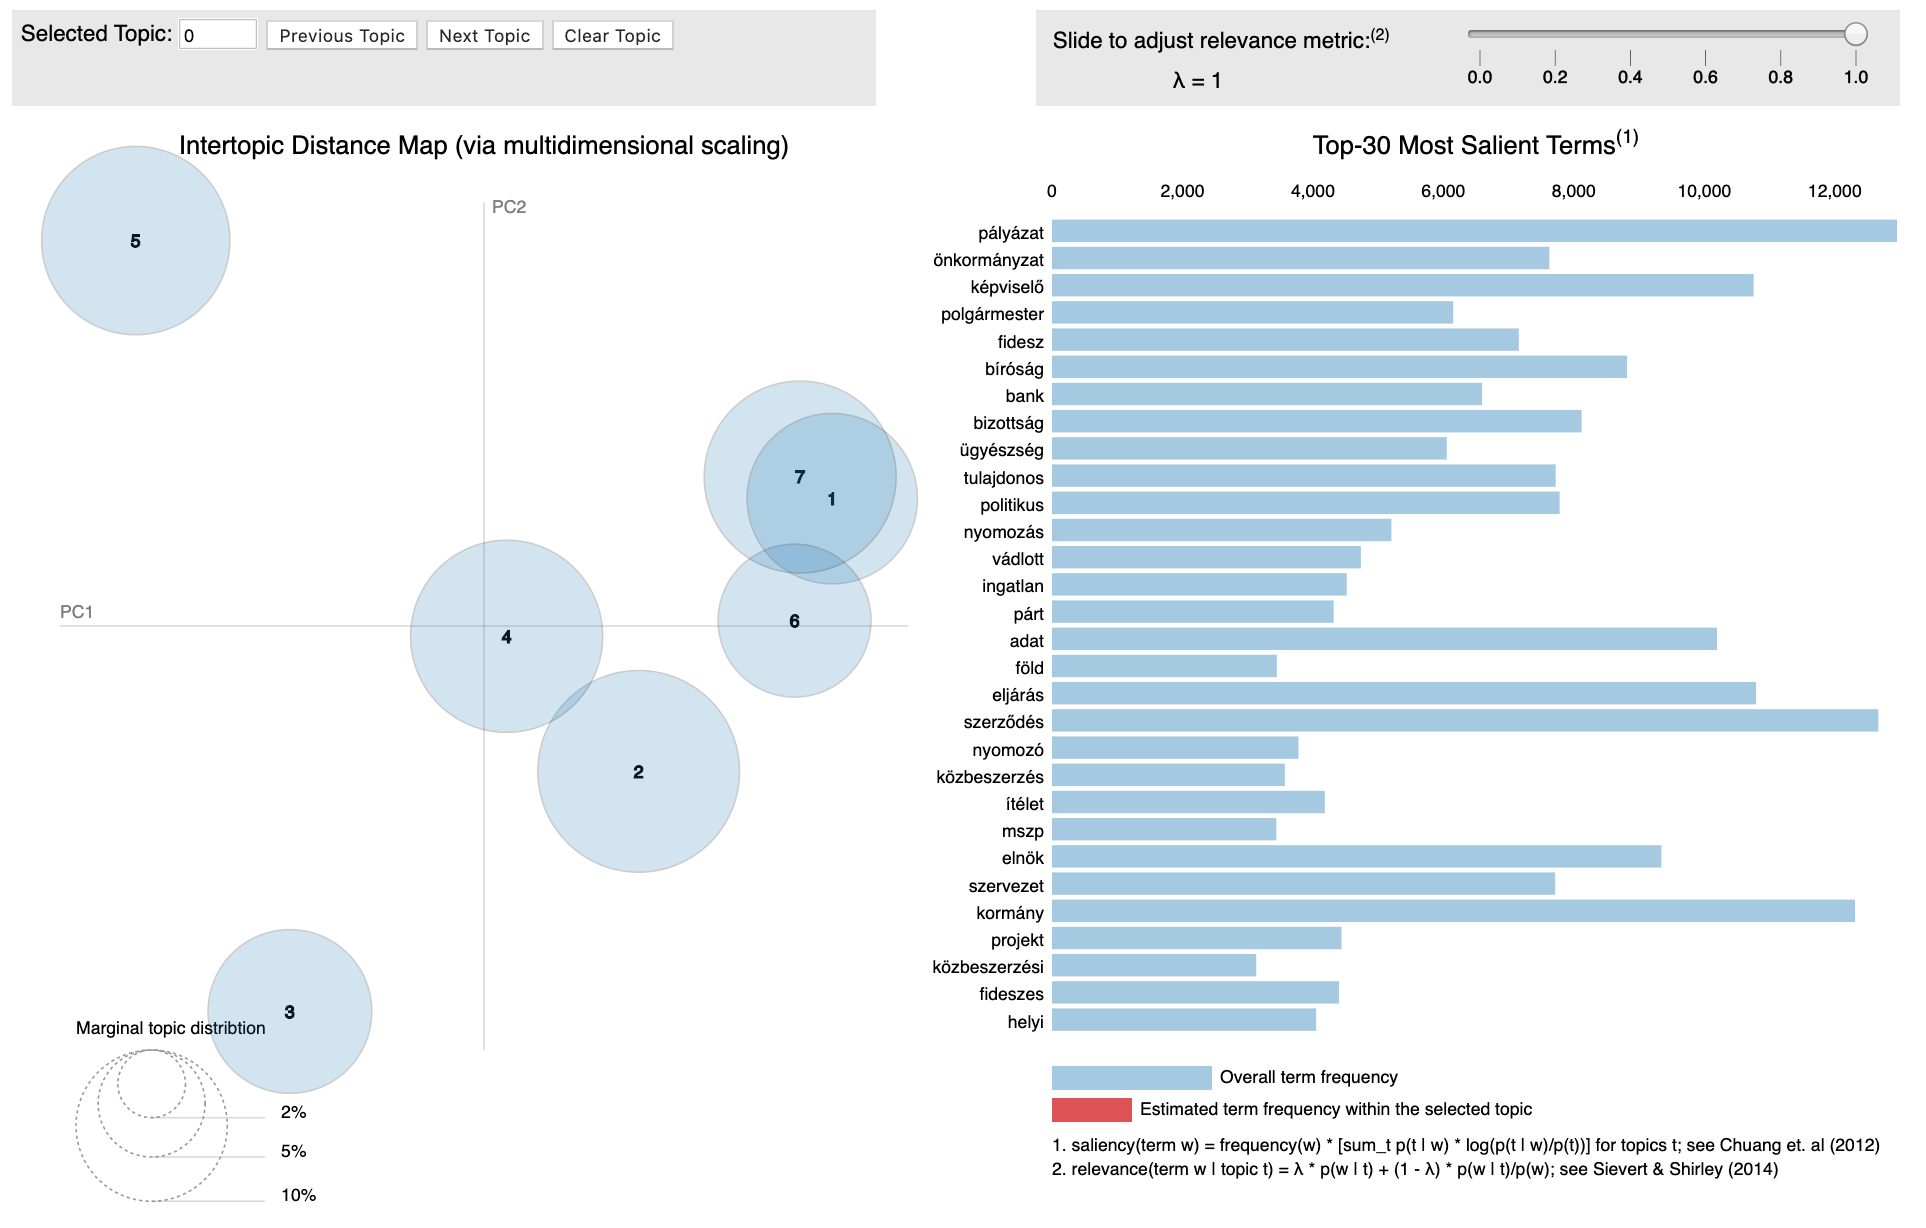 Selected Topic: 0 Previous Topic Next Topic Clear Topic
Slide to adjust relevance metric:(2)
λ = 1
0.0 0.2 0.4 0.6 0.8 1.0
Intertopic Distance Map (via multidimensional scaling)
PC2
PC1
5
7
1
4
6
2
3
Marginal topic distribtion
2%
5%
10%
Top-30 Most Salient Terms(1)
0 2,000 4,000 6,000 8,000 10,000 12,000
pályázat
önkormányzat
képviselő
polgármester
fidesz
bíróság
bank
bizottság
ügyészség
tulajdonos
politikus
nyomozás
vádlott
ingatlan
párt
adat
föld
eljárás
szerződés
nyomozó
közbeszerzés
ítélet
mszp
elnök
szervezet
kormány
projekt
közbeszerzési
fideszes
helyi
Overall term frequency
Estimated term frequency within the selected topic
1. saliency(term w) = frequency(w) * [sum_t p(t | w) * log(p(t | w)/p(t))] for topics t; see Chuang et. al (2012)
2. relevance(term w | topic t) = λ * p(w | t) + (1 - λ) * p(w | t)/p(w); see Sievert & Shirley (2014)